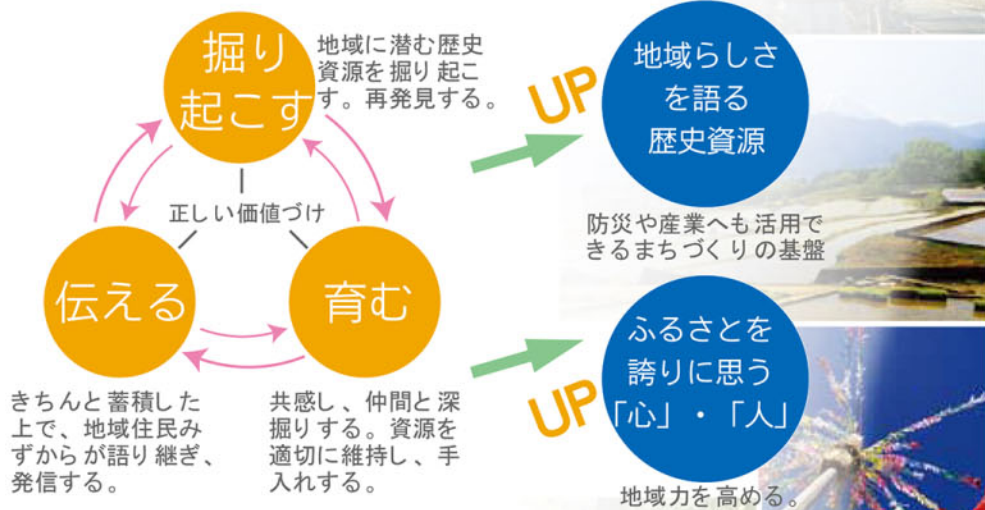 掘り
起こす
地域に潜む歴史
資源を掘り起こ
す。再発見する。
正しい価値づけ
伝える
きちんと蓄積した
上で、地域住民み
ずからが語り継ぎ、
発信する。
育む
共感し、仲間と深
掘りする。資源を
適切に維持し、手
入れする。
UP
地域らしさ
を語る
歴史資源
防災や産業へも活用で
きるまちづくりの基盤
UP
ふるさとを
誇りに思う
「心」・「人」
地域力を高める。